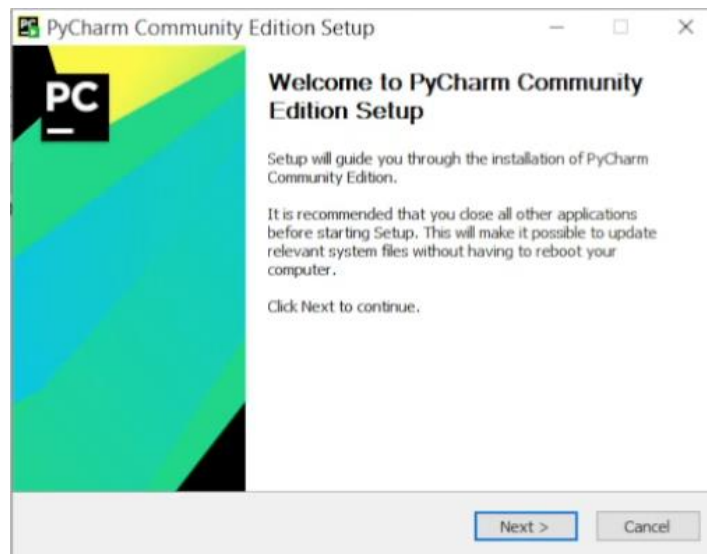 PyCharm Community Edition Setup
PC
Welcome to PyCharm Community
Edition Setup
Setup will guide you through the installation of PyCharm
Community Edition.
It is recommended that you close all other applications
before starting Setup. This will make it possible to update
relevant system files without having to reboot your
computer.
Click Next to continue.
Next >
Cancel